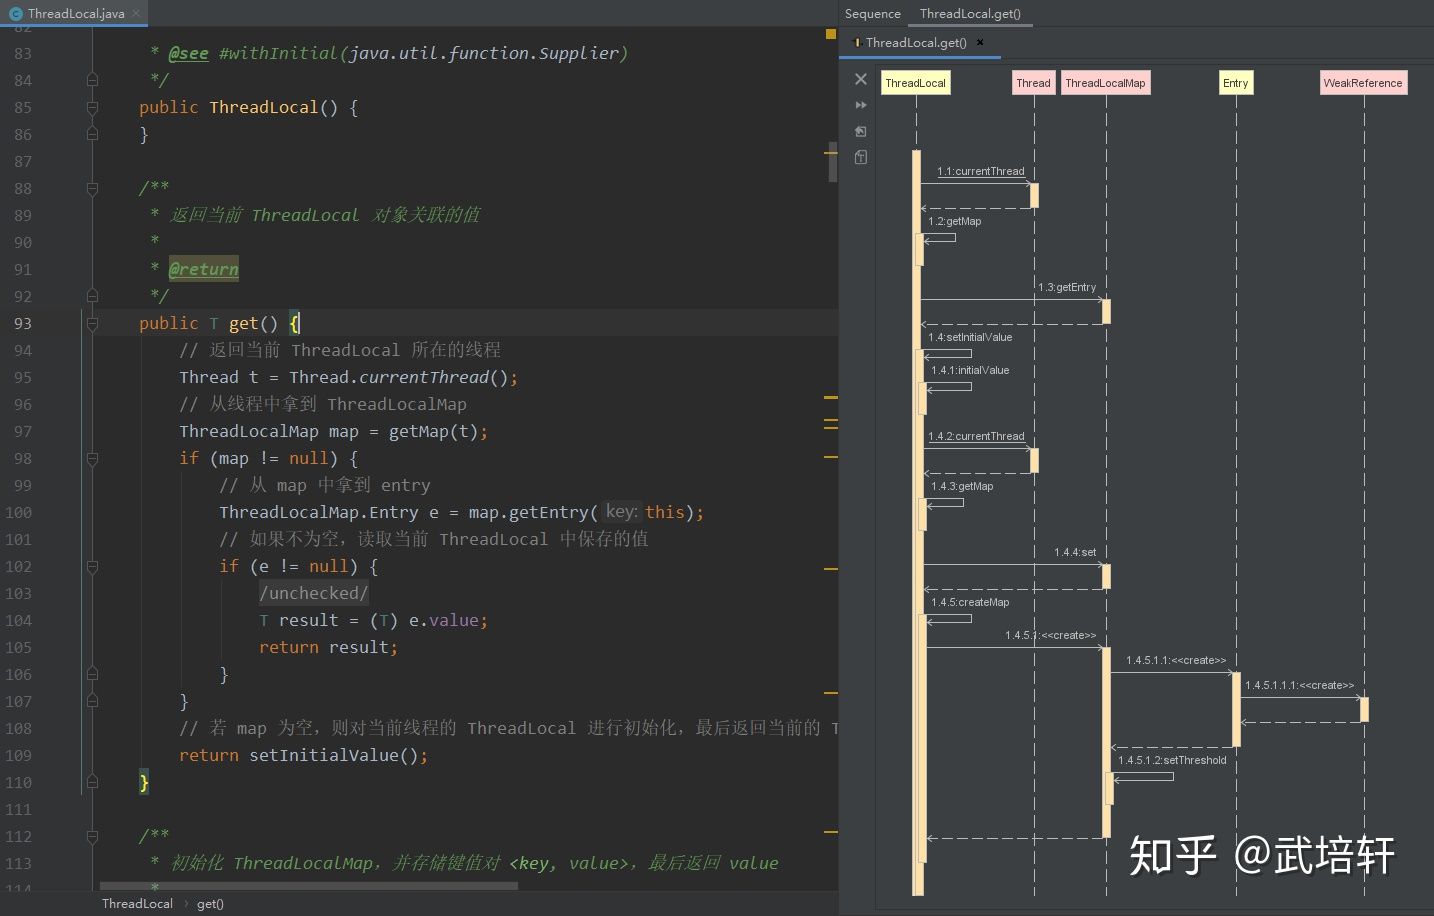 ThreadLocal.java
82
83 * @see #withInitial(java.util.function.Supplier)
84 */
85 public ThreadLocal() {
86 }
87
88 /**
89 * 返回当前 ThreadLocal 对象关联的值
90 *
91 * @return
92 */
93 public T get() {
94 // 返回当前 ThreadLocal 所在的线程
95 Thread t = Thread.currentThread();
96 // 从线程中拿到 ThreadLocalMap
97 ThreadLocalMap map = getMap(t);
98 if (map != null) {
99 // 从 map 中拿到 entry
100 ThreadLocalMap.Entry e = map.getEntry( key: this);
101 // 如果不为空，读取当前 ThreadLocal 中保存的值
102 if (e != null) {
103 /unchecked/
104 T result = (T) e.value;
105 return result;
106 }
107 }
108 // 若 map 为空，则对当前线程的 ThreadLocal 进行初始化，最后返回当前的 T
109 return setInitialValue();
110 }
111
112 /**
113 * 初始化 ThreadLocalMap，并存储键值对 <key, value>，最后返回 value
114 *
ThreadLocal › get()
Sequence ThreadLocal.get()
ThreadLocal.get()
ThreadLocal Thread ThreadLocalMap Entry WeakReference
1.1:currentThread
1.2:getMap
1.3:getEntry
1.4:setInitialValue
1.4.1:initialValue
1.4.2:currentThread
1.4.3:getMap
1.4.4:set
1.4.5:createMap
1.4.5.1:<<create>>
1.4.5.1.1:<<create>>
1.4.5.1.1.1:<<create>>
1.4.5.1.2:setThreshold
知乎 @武培轩